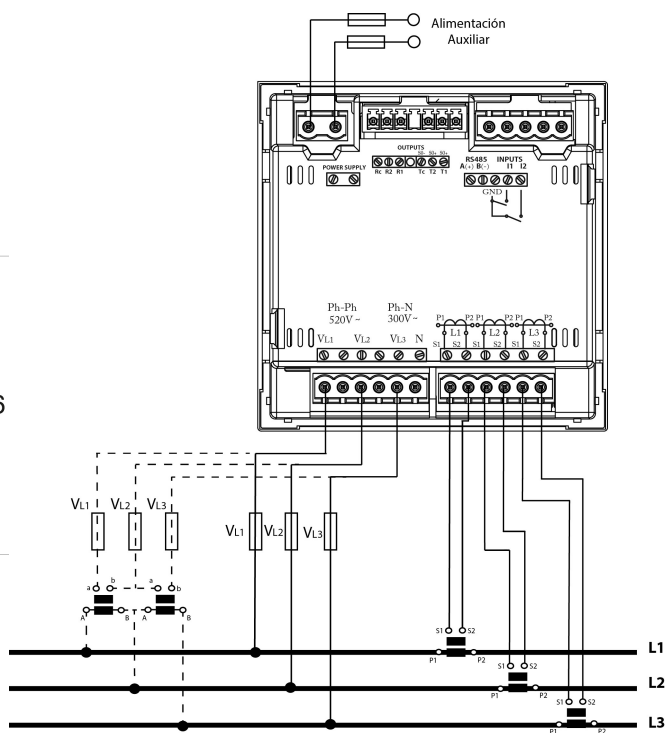 Alimentación
Auxiliar
OUTPUTS
POWER SUPPLY
S0- S0₂ S0₁
Rc R2 R1 Tc T2 T1
RS485 INPUTS
A(+) B(-) I1 I2
GND
Ph-Ph Ph-N
520V ~ 300V ~
VL1 VL2 VL3 N
P1 P2 P1 P2 P1 P2
L1 L2 L3
S1 S2 S1 S2 S1 S2
6
VL1 VL2 VL3
VL1 VL2 VL3
a b a b
A B A B
S1 S2
P1 P2
L1
S1 S2
P1 P2
L2
S1 S2
P1 P2
L3